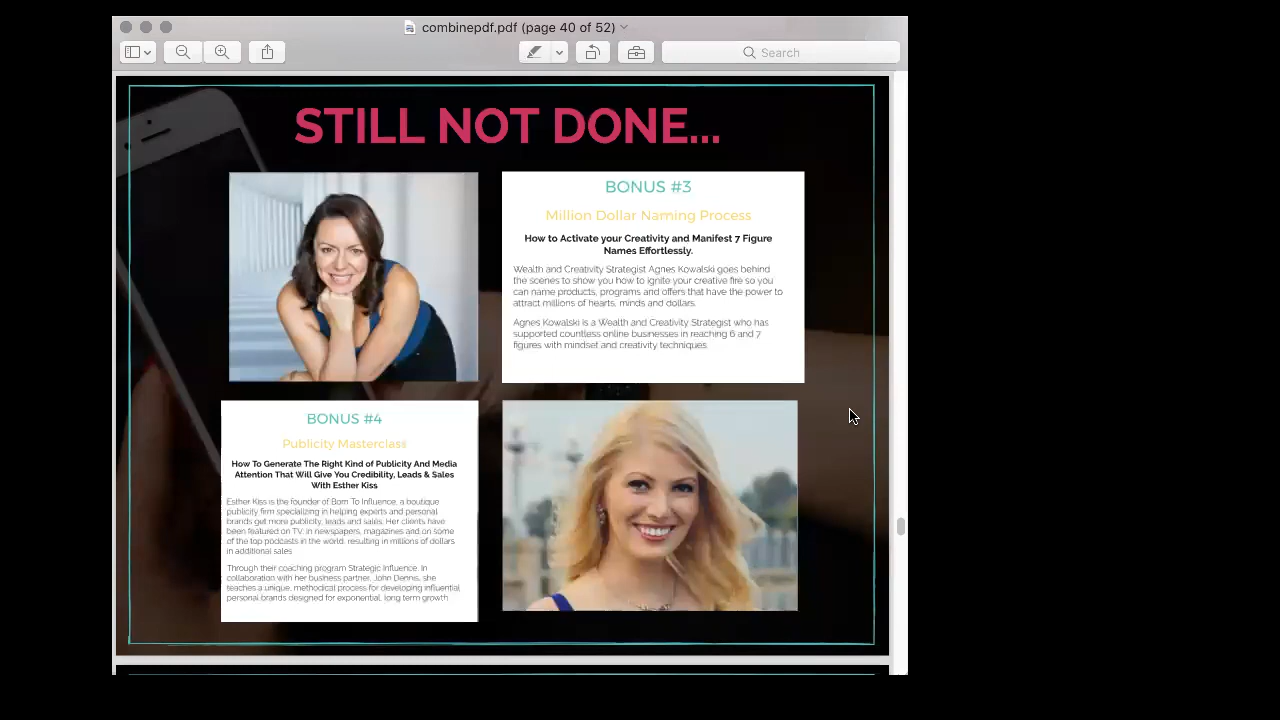 combinepdf.pdf (page 40 of 52)
Search
STILL NOT DONE...
BONUS #3
Million Dollar Naming Process
How to Activate your Creativity and Manifest 7 Figure
Names Effortlessly.
Wealth and Creativity Strategist Agnes Kowalski goes behind
the scenes to show you how to ignite your creative fire so you
can name products, programs and offers that have the power to
attract millions of hearts, minds and dollars.
Agnes Kowalski is a Wealth and Creativity Strategist who has
supported countless online businesses in reaching 6 and 7
figures with mindset and creativity techniques.
BONUS #4
Publicity Masterclass
How To Generate The Right Kind of Publicity And Media
Attention That Will Give You Credibility, Leads & Sales
With Esther Kiss
Esther Kiss is the founder of Born To Influence, a boutique
publicity firm specializing in helping experts and personal
brands get more publicity, leads and sales. Her clients have
been featured on TV, in newspapers, magazines and on some
of the top podcasts in the world, resulting in millions of dollars
in additional sales
Through their coaching program Strategic Influence, In
collaboration with her business partner, John Dennis, she
teaches a unique, methodical process for developing influential
personal brands designed for exponential, long term growth